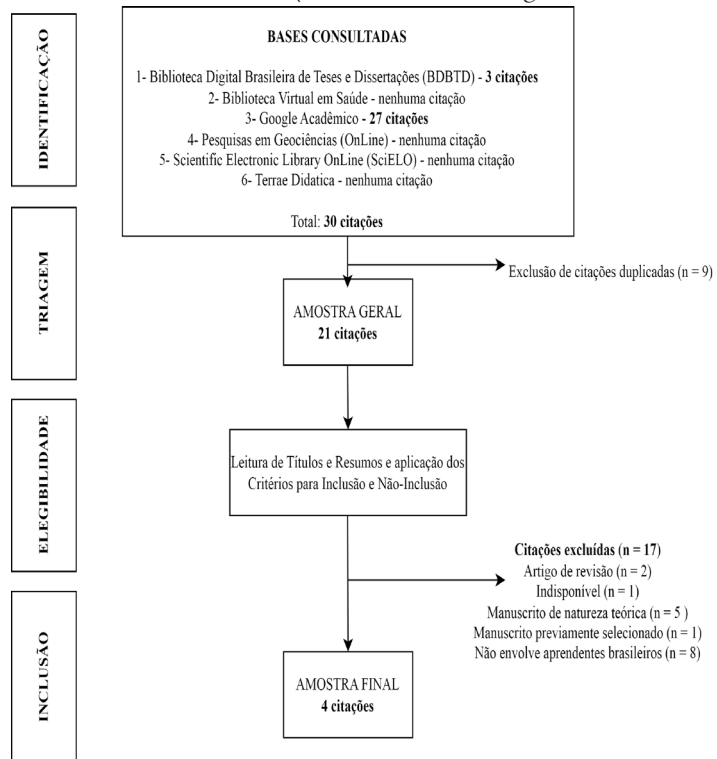 IDENTIFICAÇÃO
BASES CONSULTADAS
1- Biblioteca Digital Brasileira de Teses e Dissertações (BDBTD) - 3 citações
2- Biblioteca Virtual em Saúde - nenhuma citação
3- Google Acadêmico - 27 citações
4- Pesquisas em Geociências (OnLine) - nenhuma citação
5- Scientific Electronic Library OnLine (SciELO) - nenhuma citação
6- Terrae Didatica - nenhuma citação
Total: 30 citações
TRIAGEM
Exclusão de citações duplicadas (n = 9)
AMOSTRA GERAL
21 citações
ELEGIBILIDADE
Leitura de Títulos e Resumos e aplicação dos
Critérios para Inclusão e Não-Inclusão
Citações excluídas (n = 17)
Artigo de revisão (n = 2)
Indisponível (n = 1)
Manuscrito de natureza teórica (n = 5 )
Manuscrito previamente selecionado (n = 1)
Não envolve aprendentes brasileiros (n = 8)
INCLUSÃO
AMOSTRA FINAL
4 citações